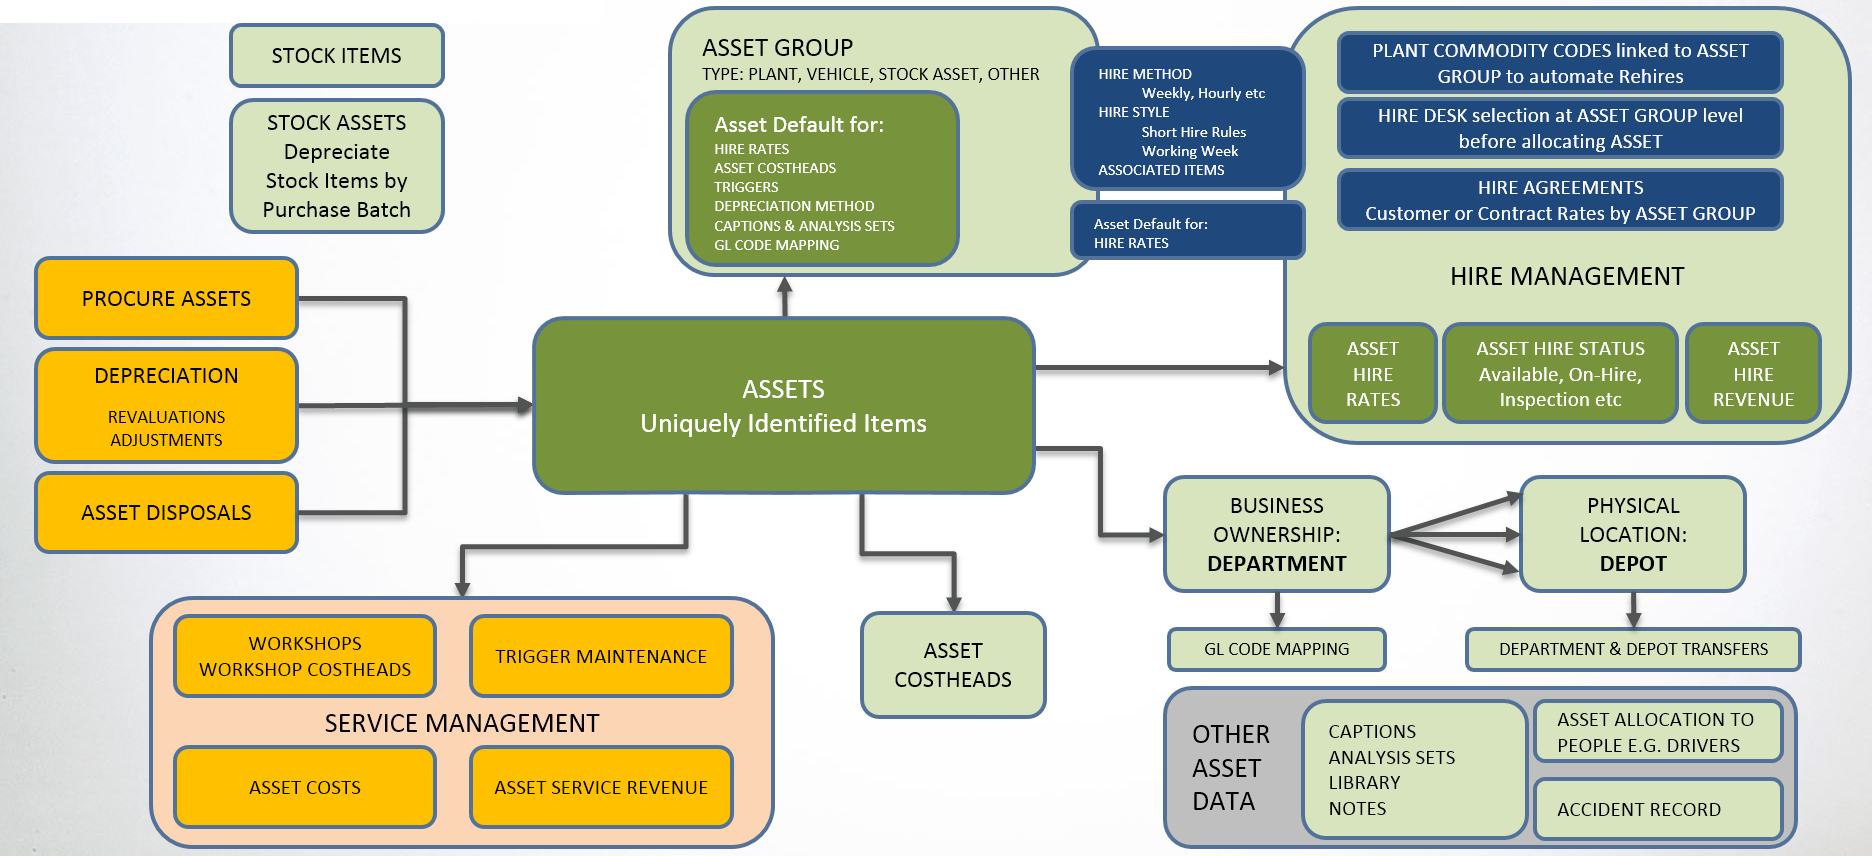 STOCK ITEMS
STOCK ASSETS
Depreciate
Stock Items by
Purchase Batch
ASSET GROUP
TYPE: PLANT, VEHICLE, STOCK ASSET, OTHER
Asset Default for:
HIRE RATES
ASSET COSTHEADS
TRIGGERS
DEPRECIATION METHOD
CAPTIONS & ANALYSIS SETS
GL CODE MAPPING
HIRE METHOD
Weekly, Hourly etc
HIRE STYLE
Short Hire Rules
Working Week
ASSOCIATED ITEMS
Asset Default for:
HIRE RATES
PLANT COMMODITY CODES linked to ASSET
GROUP to automate Rehires
HIRE DESK selection at ASSET GROUP level
before allocating ASSET
HIRE AGREEMENTS
Customer or Contract Rates by ASSET GROUP
HIRE MANAGEMENT
ASSET
HIRE
RATES
ASSET HIRE STATUS
Available, On-Hire,
Inspection etc
ASSET
HIRE
REVENUE
PROCURE ASSETS
DEPRECIATION
REVALUATIONS
ADJUSTMENTS
ASSET DISPOSALS
ASSETS
Uniquely Identified Items
BUSINESS
OWNERSHIP:
DEPARTMENT
PHYSICAL
LOCATION:
DEPOT
GL CODE MAPPING
DEPARTMENT & DEPOT TRANSFERS
WORKSHOPS
WORKSHOP COSTHEADS
TRIGGER MAINTENANCE
SERVICE MANAGEMENT
ASSET COSTS
ASSET SERVICE REVENUE
ASSET
COSTHEADS
OTHER
ASSET
DATA
CAPTIONS
ANALYSIS SETS
LIBRARY
NOTES
ASSET ALLOCATION TO
PEOPLE E.G. DRIVERS
ACCIDENT RECORD